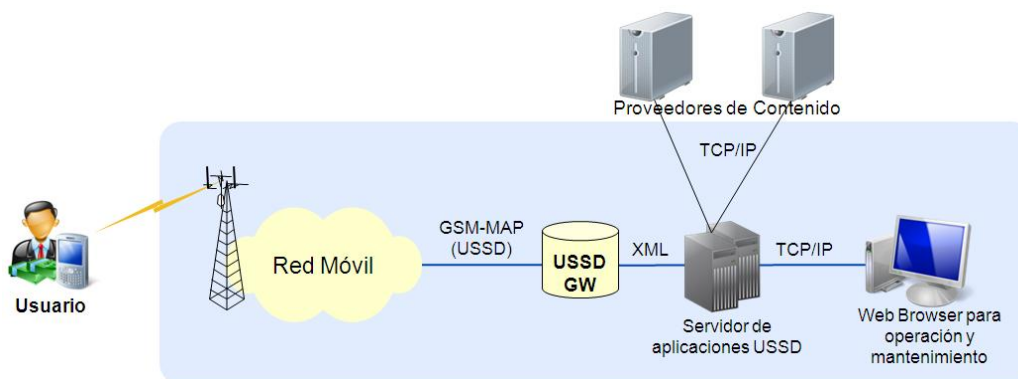 Proveedores de Contenido
TCP/IP
GSM-MAP
(USSD)
Red Móvil
USSD
GW
XML
TCP/IP
Usuario
Servidor de
aplicaciones USSD
Web Browser para
operación y
mantenimiento